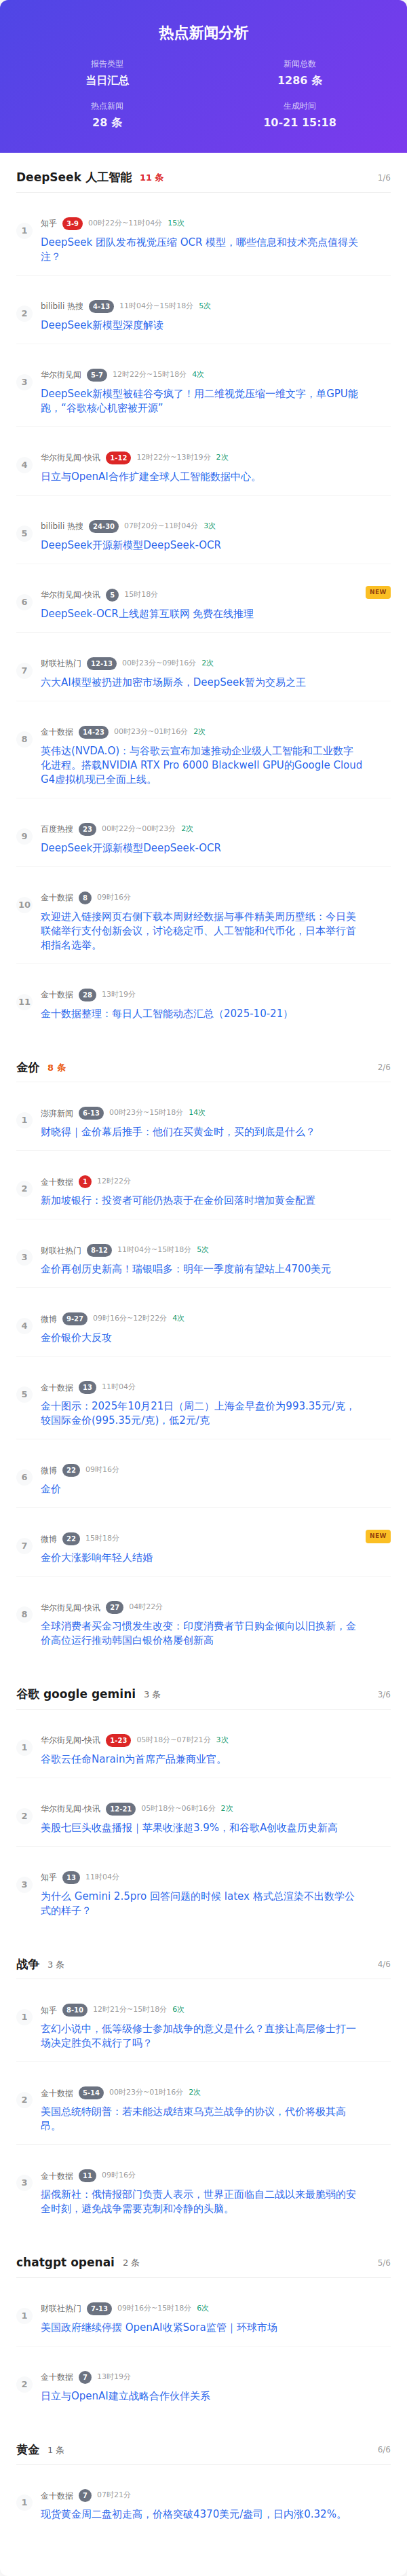 热点新闻分析
报告类型
新闻总数
当日汇总
1286 条
热点新闻
生成时间
28 条
10-21 15:18
DeepSeek 人工智能 11 条 1/6
1
知乎 3-9 00时22分~11时04分 15次
DeepSeek 团队发布视觉压缩 OCR 模型，哪些信息和技术亮点值得关
注？
2
bilibili 热搜 4-13 11时04分~15时18分 5次
DeepSeek新模型深度解读
3
华尔街见闻 5-7 12时22分~15时18分 4次
DeepSeek新模型被硅谷夸疯了！用二维视觉压缩一维文字，单GPU能
跑，“谷歌核心机密被开源”
4
华尔街见闻-快讯 1-12 12时22分~13时19分 2次
日立与OpenAI合作扩建全球人工智能数据中心。
5
bilibili 热搜 24-30 07时20分~11时04分 3次
DeepSeek开源新模型DeepSeek-OCR
6
华尔街见闻-快讯 5 15时18分 NEW
DeepSeek-OCR上线超算互联网 免费在线推理
7
财联社热门 12-13 00时23分~09时16分 2次
六大AI模型被扔进加密市场厮杀，DeepSeek暂为交易之王
8
金十数据 14-23 00时23分~01时16分 2次
英伟达(NVDA.O)：与谷歌云宣布加速推动企业级人工智能和工业数字
化进程。搭载NVIDIA RTX Pro 6000 Blackwell GPU的Google Cloud
G4虚拟机现已全面上线。
9
百度热搜 23 00时22分~00时23分 2次
DeepSeek开源新模型DeepSeek-OCR
10
金十数据 8 09时16分
欢迎进入链接网页右侧下载本周财经数据与事件精美周历壁纸：今日美
联储举行支付创新会议，讨论稳定币、人工智能和代币化，日本举行首
相指名选举。
11
金十数据 28 13时19分
金十数据整理：每日人工智能动态汇总（2025-10-21）
金价 8 条 2/6
1
澎湃新闻 6-13 00时23分~15时18分 14次
财晓得｜金价幕后推手：他们在买黄金时，买的到底是什么？
2
金十数据 1 12时22分
新加坡银行：投资者可能仍热衷于在金价回落时增加黄金配置
3
财联社热门 8-12 11时04分~15时18分 5次
金价再创历史新高！瑞银唱多：明年一季度前有望站上4700美元
4
微博 9-27 09时16分~12时22分 4次
金价银价大反攻
5
金十数据 13 11时04分
金十图示：2025年10月21日（周二）上海金早盘价为993.35元/克，
较国际金价(995.35元/克)，低2元/克
6
微博 22 09时16分
金价
7
微博 22 15时18分 NEW
金价大涨影响年轻人结婚
8
华尔街见闻-快讯 27 04时22分
全球消费者买金习惯发生改变：印度消费者节日购金倾向以旧换新，金
价高位运行推动韩国白银价格屡创新高
谷歌 google gemini 3 条 3/6
1
华尔街见闻-快讯 1-23 05时18分~07时21分 3次
谷歌云任命Narain为首席产品兼商业官。
2
华尔街见闻-快讯 12-21 05时18分~06时16分 2次
美股七巨头收盘播报｜苹果收涨超3.9%，和谷歌A创收盘历史新高
3
知乎 13 11时04分
为什么 Gemini 2.5pro 回答问题的时候 latex 格式总渲染不出数学公
式的样子？
战争 3 条 4/6
1
知乎 8-10 12时21分~15时18分 6次
玄幻小说中，低等级修士参加战争的意义是什么？直接让高层修士打一
场决定胜负不就行了吗？
2
金十数据 5-14 00时23分~01时16分 2次
美国总统特朗普：若未能达成结束乌克兰战争的协议，代价将极其高
昂。
3
金十数据 11 09时16分
据俄新社：俄情报部门负责人表示，世界正面临自二战以来最脆弱的安
全时刻，避免战争需要克制和冷静的头脑。
chatgpt openai 2 条 5/6
1
财联社热门 7-13 09时16分~15时18分 6次
美国政府继续停摆 OpenAI收紧Sora监管｜环球市场
2
金十数据 7 13时19分
日立与OpenAI建立战略合作伙伴关系
黄金 1 条 6/6
1
金十数据 7 07时21分
现货黄金周二盘初走高，价格突破4370美元/盎司，日内涨0.32%。